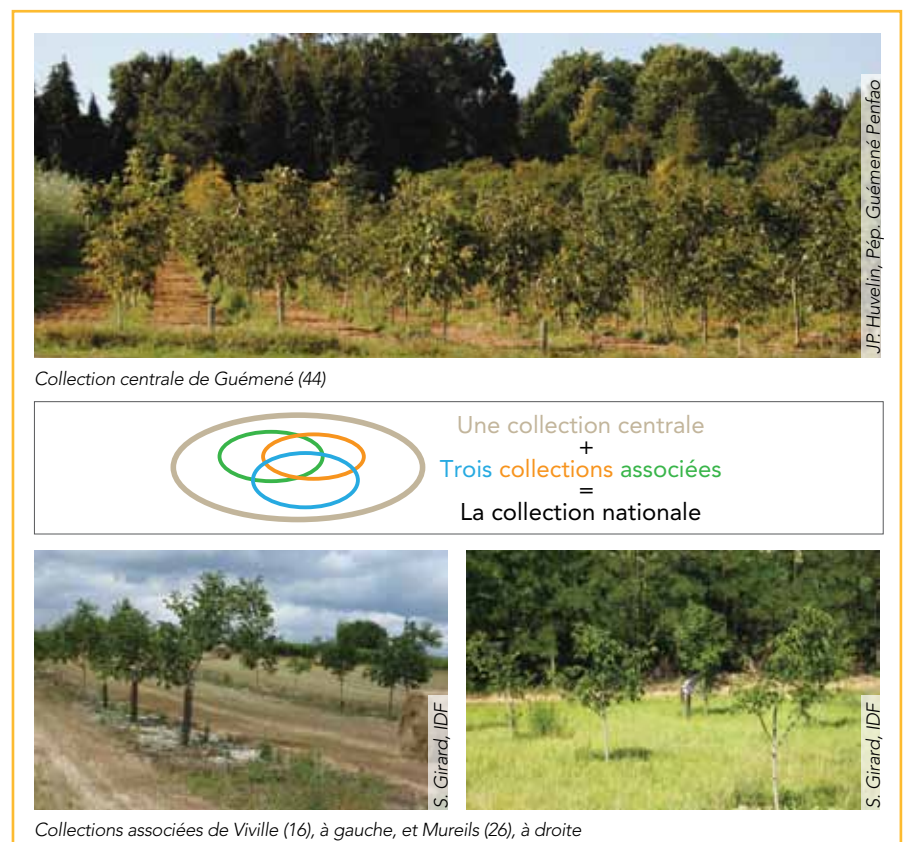 JP. Huvelin, Pép. Guémené Penfao
Collection centrale de Guémené (44)
Une collection centrale
+
Trois collections associées
=
La collection nationale
S. Girard, IDF
S. Girard, IDF
Collections associées de Viville (16), à gauche, et Mureils (26), à droite